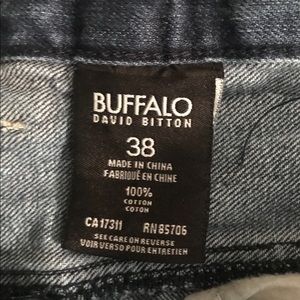 BUFFALO
DAVID BITTON
38
MADE IN CHINA
FABRIQUÉ EN CHINE
100%
COTTON
COTON
CA17311 RN85706
SEE CARE ON REVERSE
VOIR VERSO POUR ENTRETIEN